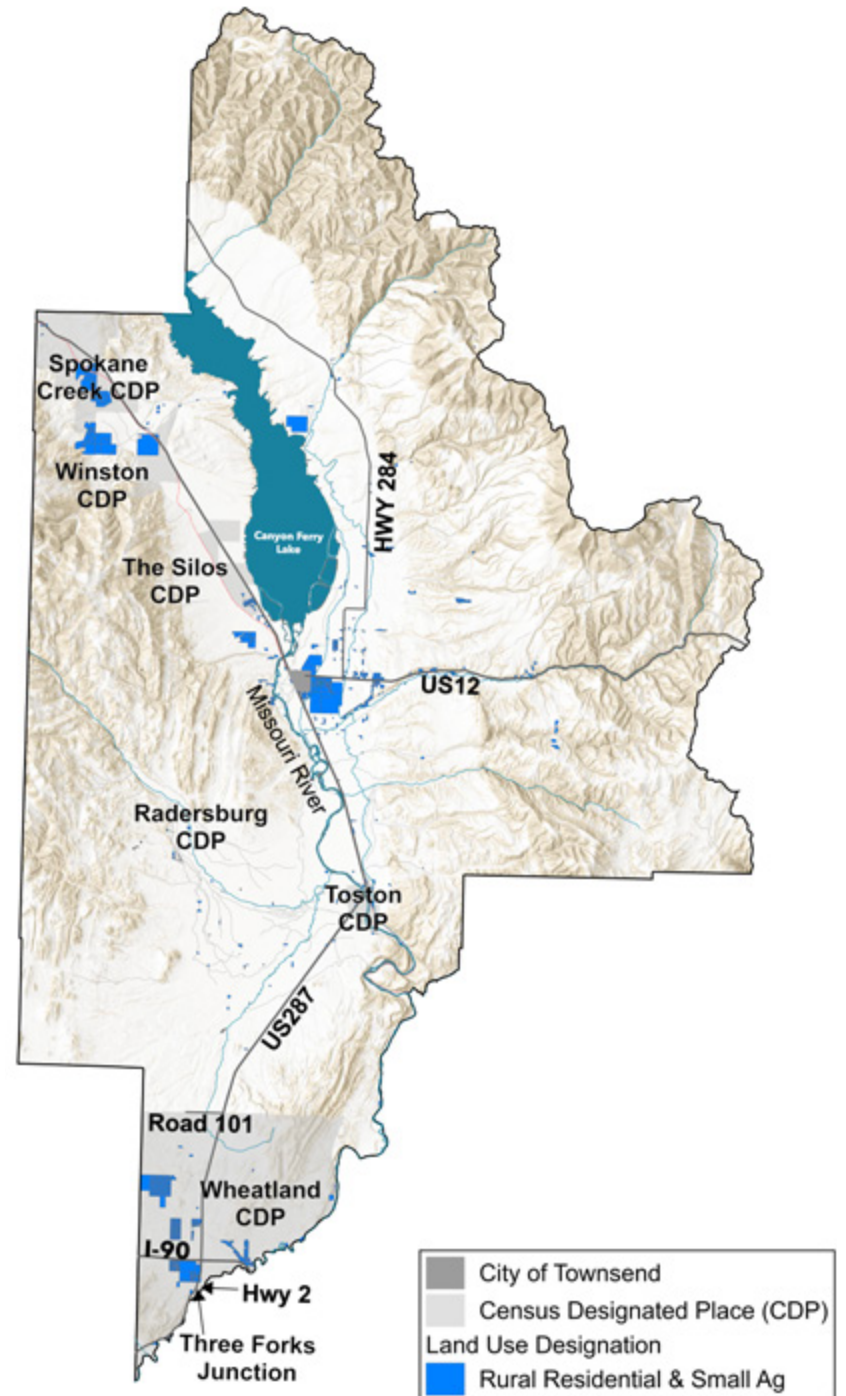 Spokane
Creek CDP
Winston
CDP
HWY 284
Canyon Ferry
Lake
The Silos
CDP
US12
Missouri River
Radersburg
CDP
Toston
CDP
US287
Road 101
Wheatland
CDP
I-90
Hwy 2
Three Forks
Junction
City of Townsend
Census Designated Place (CDP)
Land Use Designation
Rural Residential & Small Ag